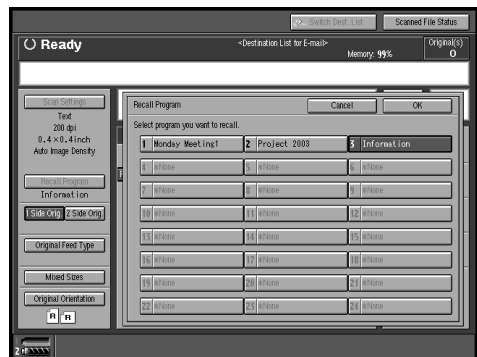 Switch Dest. List
Scanned File Status
Ready
<Destination List for E-mail>
Memory: 99%
Original(s)
0
Scan Settings
Text
200 dpi
0.4×0.4inch
Auto Image Density
Recall Program
Information
1 Side Orig. 2 Side Orig.
Original Feed Type
Mixed Sizes
Original Orientation
R R
Recall Program
Cancel
OK
Select program you want to recall.
1 Monday Meeting1
2 Project 2003
3 Information
4 *None
5 *None
6 *None
7 *None
8 *None
9 *None
10 *None
11 *None
12 *None
13 *None
14 *None
15 *None
16 *None
17 *None
18 *None
19 *None
20 *None
21 *None
22 *None
23 *None
24 *None